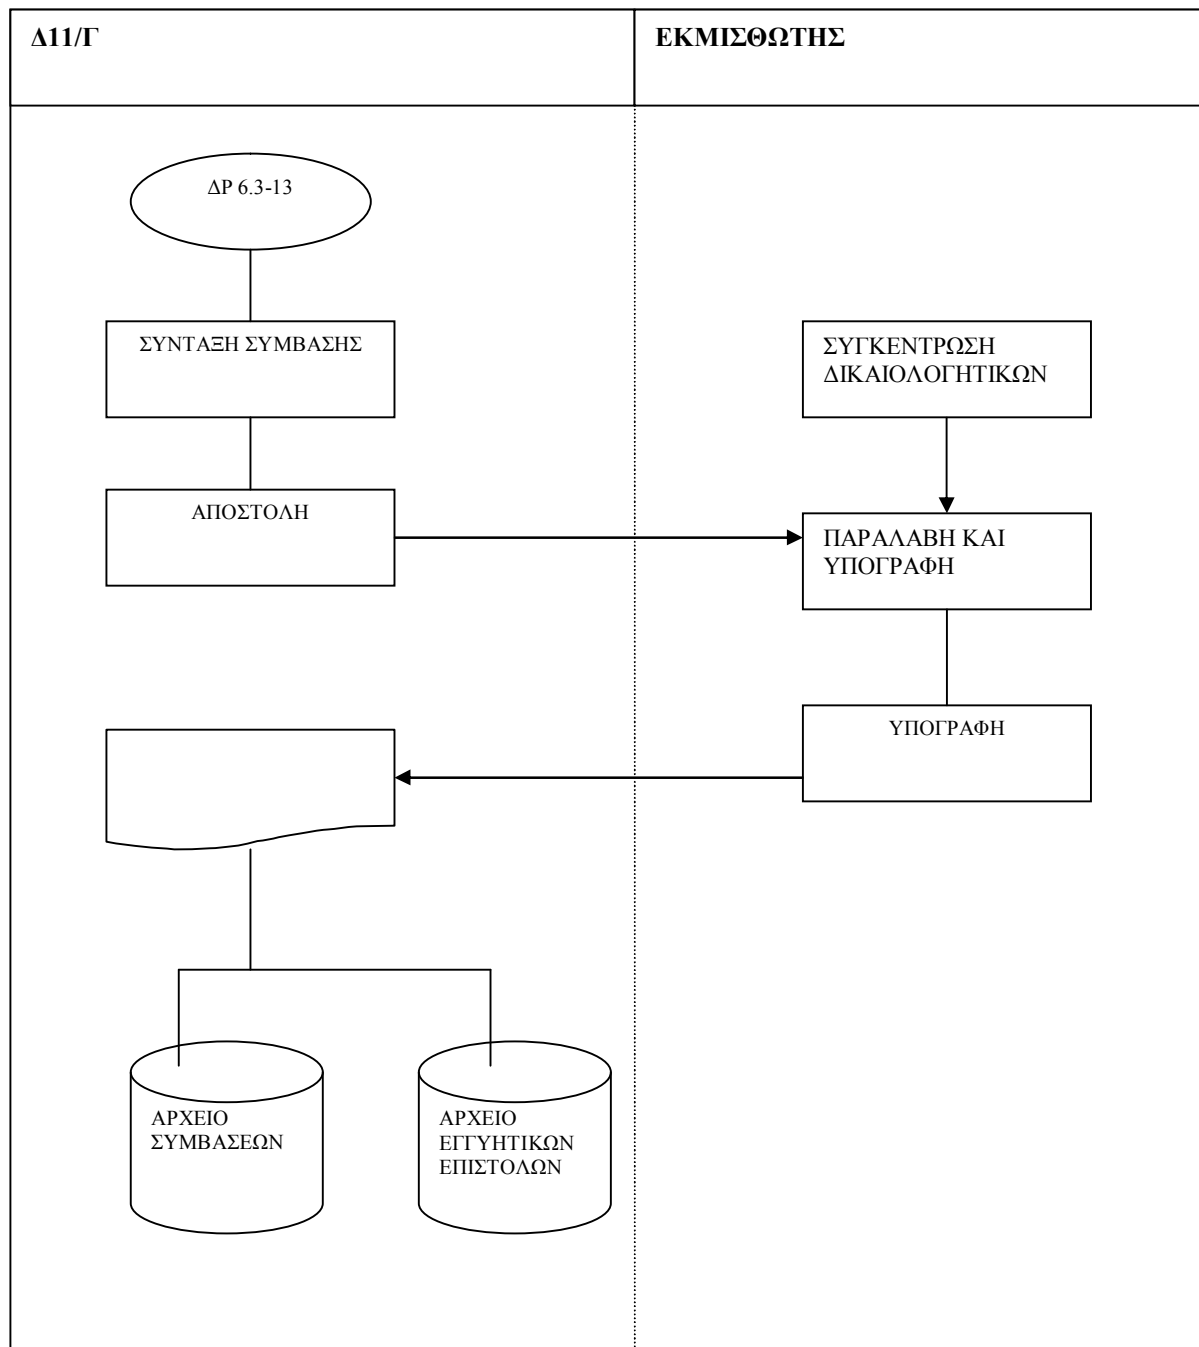 Δ11/Γ
ΕΚΜΙΣΘΩΤΗΣ
ΔΡ 6.3-13
ΣΥΝΤΑΞΗ ΣΥΜΒΑΣΗΣ
ΣΥΓΚΕΝΤΡΩΣΗ
ΔΙΚΑΙΟΛΟΓΗΤΙΚΩΝ
ΑΠΟΣΤΟΛΗ
ΠΑΡΑΛΑΒΗ ΚΑΙ
ΥΠΟΓΡΑΦΗ
ΥΠΟΓΡΑΦΗ
ΑΡΧΕΙΟ
ΣΥΜΒΑΣΕΩΝ
ΑΡΧΕΙΟ
ΕΓΓΥΗΤΙΚΩΝ
ΕΠΙΣΤΟΛΩΝ